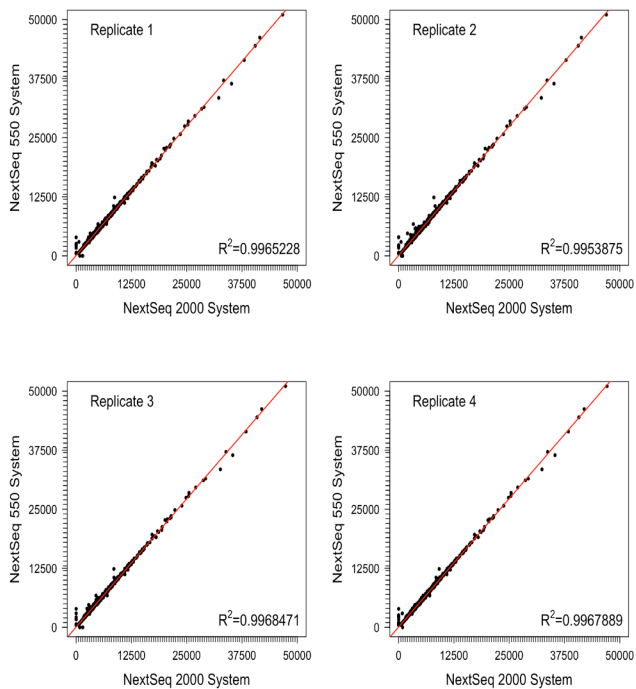 Replicate 1
50000
37500
25000
12500
0
NextSeq 550 System
R²=0.9965228
0 12500 25000 37500 50000
NextSeq 2000 System
Replicate 2
50000
37500
25000
12500
0
NextSeq 550 System
R²=0.9953875
0 12500 25000 37500 50000
NextSeq 2000 System
Replicate 3
50000
37500
25000
12500
0
NextSeq 550 System
R²=0.9968471
0 12500 25000 37500 50000
NextSeq 2000 System
Replicate 4
50000
37500
25000
12500
0
NextSeq 550 System
R²=0.9967889
0 12500 25000 37500 50000
NextSeq 2000 System